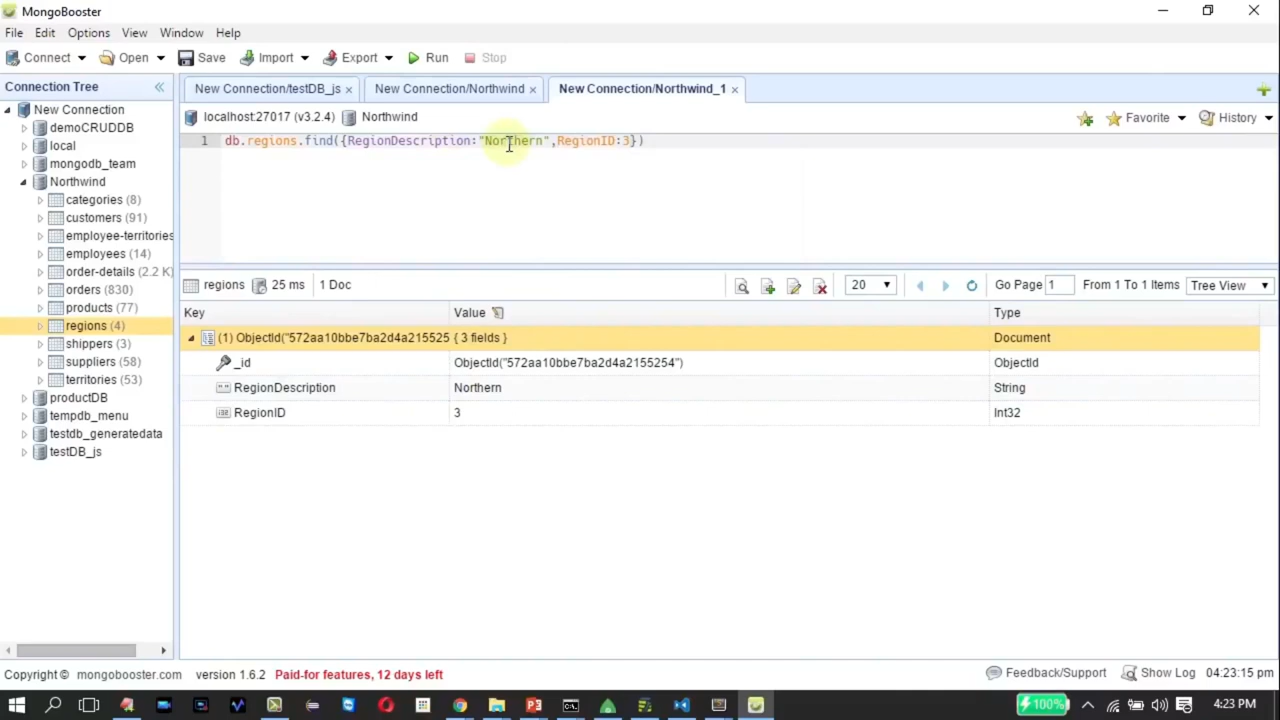 MongoBooster
File Edit Options View Window Help
Connect Open Save Import Export Run Stop
Connection Tree
New Connection/testDB_js × New Connection/Northwind × New Connection/Northwind_1 ×
New Connection
localhost:27017 (v3.2.4) Northwind
Favorite History
demoCRUDDB
local
mongodb_team
Northwind
categories (8)
customers (91)
employee-territories
employees (14)
order-details (2.2 K)
orders (830)
products (77)
regions (4)
shippers (3)
suppliers (58)
territories (53)
productDB
tempdb_menu
testdb_generatedata
testDB_js
1 db.regions.find({RegionDescription:"Northern",RegionID:3})
regions 25 ms 1 Doc 20 Go Page 1 From 1 To 1 Items Tree View
Key Value Type
(1) ObjectId("572aa10bbe7ba2d4a215525 { 3 fields } Document
_id ObjectId("572aa10bbe7ba2d4a2155254") ObjectId
RegionDescription Northern String
RegionID 3 Int32
Copyright © mongobooster.com version 1.6.2 Paid-for features, 12 days left Feedback/Support Show Log 04:23:15 pm
100% 4:23 PM